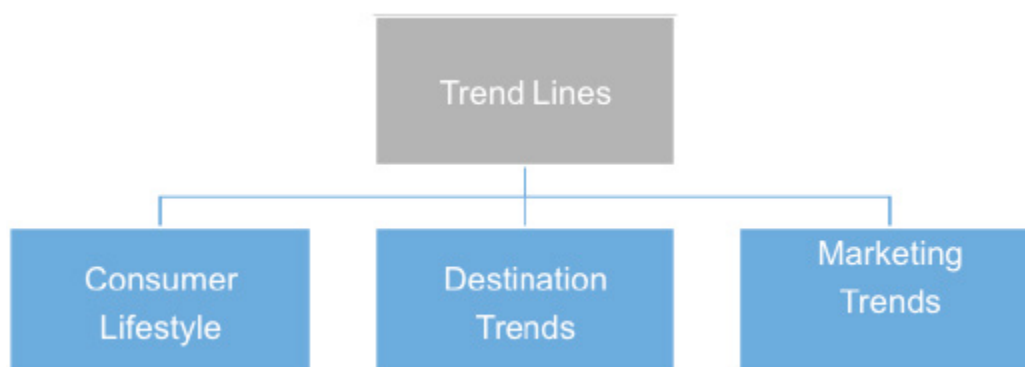 Trend Lines
Consumer
Lifestyle
Destination
Trends
Marketing
Trends